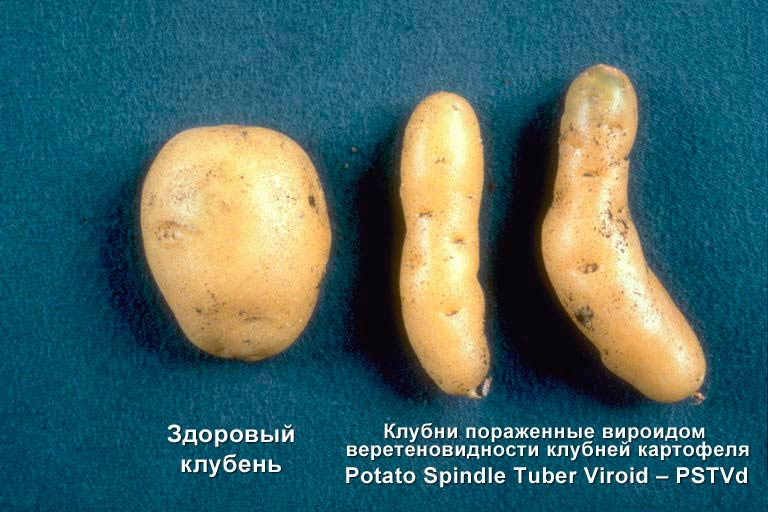 Здоровый
клубень
Клубни пораженные вироидом
веретеновидности клубней картофеля
Potato Spindle Tuber Viroid – PSTVd